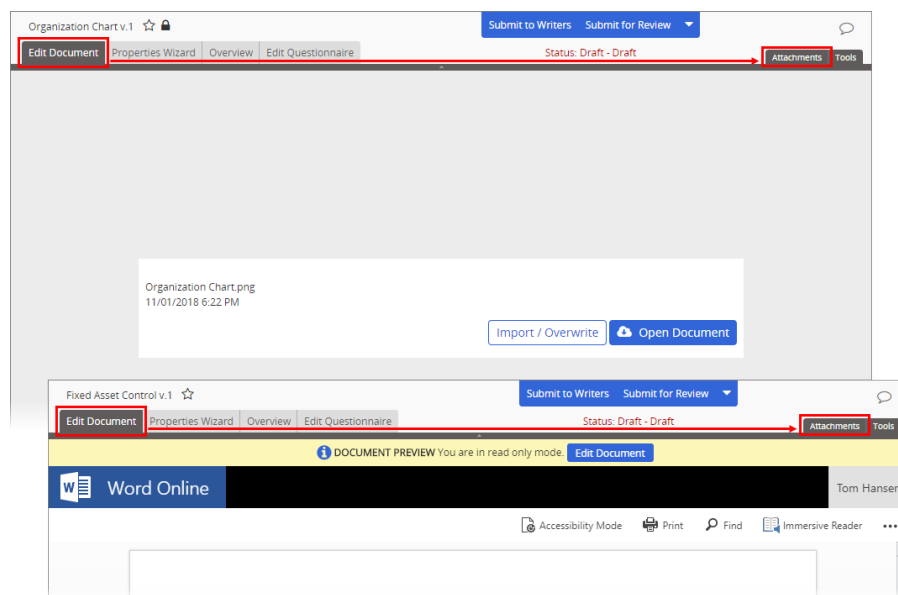 Organization Chart v.1
Submit to Writers Submit for Review
Edit Document Properties Wizard Overview Edit Questionnaire
Status: Draft - Draft
Attachments Tools
Organization Chart.png
11/01/2018 6:22 PM
Import / Overwrite Open Document
Fixed Asset Control v.1
Submit to Writers Submit for Review
Edit Document Properties Wizard Overview Edit Questionnaire
Status: Draft - Draft
Attachments Tools
DOCUMENT PREVIEW You are in read only mode. Edit Document
W Word Online
Tom Hansen
Accessibility Mode Print Find Immersive Reader